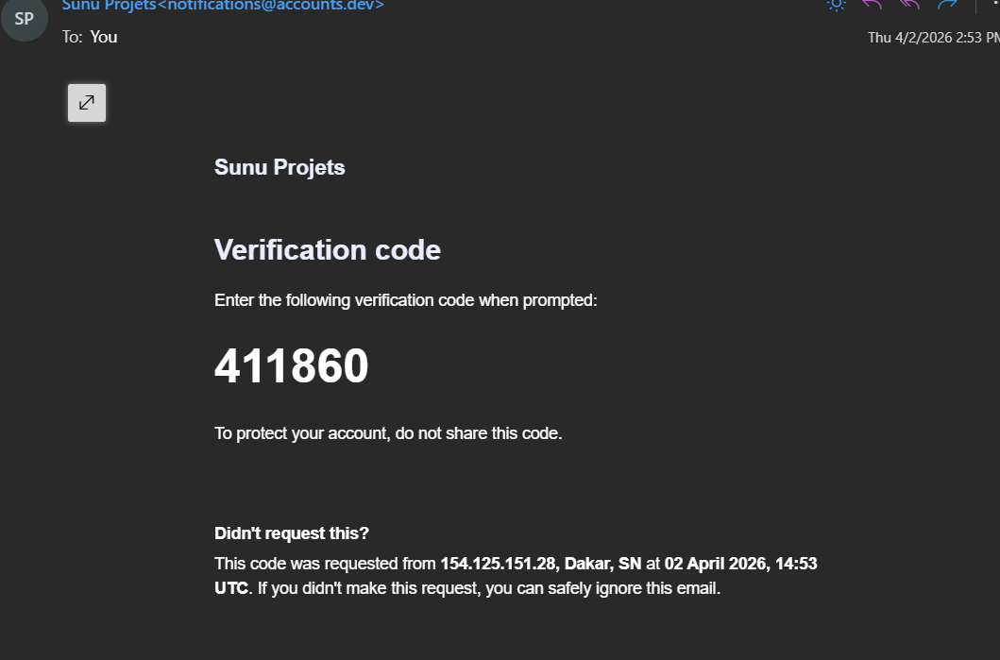 Sunu Projets<notifications@accounts.dev>
SP
To: You
Thu 4/2/2026 2:53 PM
Sunu Projets
Verification code
Enter the following verification code when prompted:
411860
To protect your account, do not share this code.
Didn't request this?
This code was requested from 154.125.151.28, Dakar, SN at 02 April 2026, 14:53
UTC. If you didn't make this request, you can safely ignore this email.